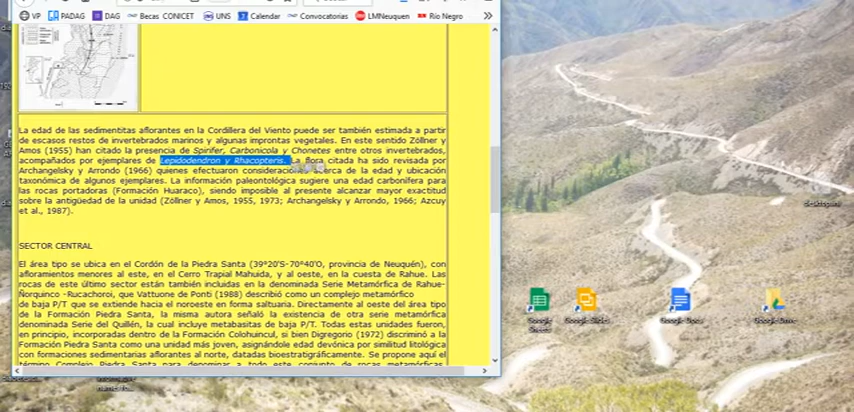 VP PADAG DAG Becas CONICET UNS Calendar Convocatorias LMNeuquen Río Negro
La edad de las sedimentitas aflorantes en la Cordillera del Viento puede ser también estimada a partir
de escasos restos de invertebrados marinos y algunas improntas vegetales. En este sentido Zöllner y
Amos (1955) han citado la presencia de Spirifer, Carbonicola y Chonetes entre otros invertebrados,
acompañados por ejemplares de Lepidodendron y Rhacopteris. La flora citada ha sido revisada por
Archangelsky y Arrondo (1966) quienes efectuaron consideraciones de la edad y ubicación
taxonómica de algunos ejemplares. La información paleontológica sugiere una edad carbonífera para
las rocas portadoras (Formación Huaraco), siendo imposible al presente alcanzar mayor exactitud
sobre la antigüedad de la unidad (Zöllner y Amos, 1955, 1973; Archangelsky y Arrondo, 1966; Azcuy
et al., 1987).
SECTOR CENTRAL
El área tipo se ubica en el Cordón de la Piedra Santa (39°20'S-70°40'O, provincia de Neuquén), con
afloramientos menores al este, en el Cerro Trapial Mahuida, y al oeste, en la cuesta de Rahue. Las
rocas de este último sector están también incluidas en la denominada Serie Metamórfica de Rahue-
Ñorquinco -Rucachoroi, que Vattuone de Ponti (1988) describió como un complejo metamórfico
de baja P/T que se extiende hacia el noroeste en forma saltuaria. Directamente al oeste del área tipo
de la Formación Piedra Santa, la misma autora señaló la existencia de otra serie metamórfica
denominada Serie del Quillén, la cual incluye metabasitas de baja P/T. Todas estas unidades fueron,
en principio, incorporadas dentro de la Formación Colohuincul, si bien Digregorio (1972) discriminó a la
Formación Piedra Santa como una unidad más joven, asignándole edad devónica por similitud litológica
con formaciones sedimentarias aflorantes al norte, datadas bioestratigráficamente. Se propone aquí el
término Complejo Piedra Santa para denominar a todo este conjunto de rocas metamórficas,
Google Sheets
Google Slides
Google Docs
Google Drive